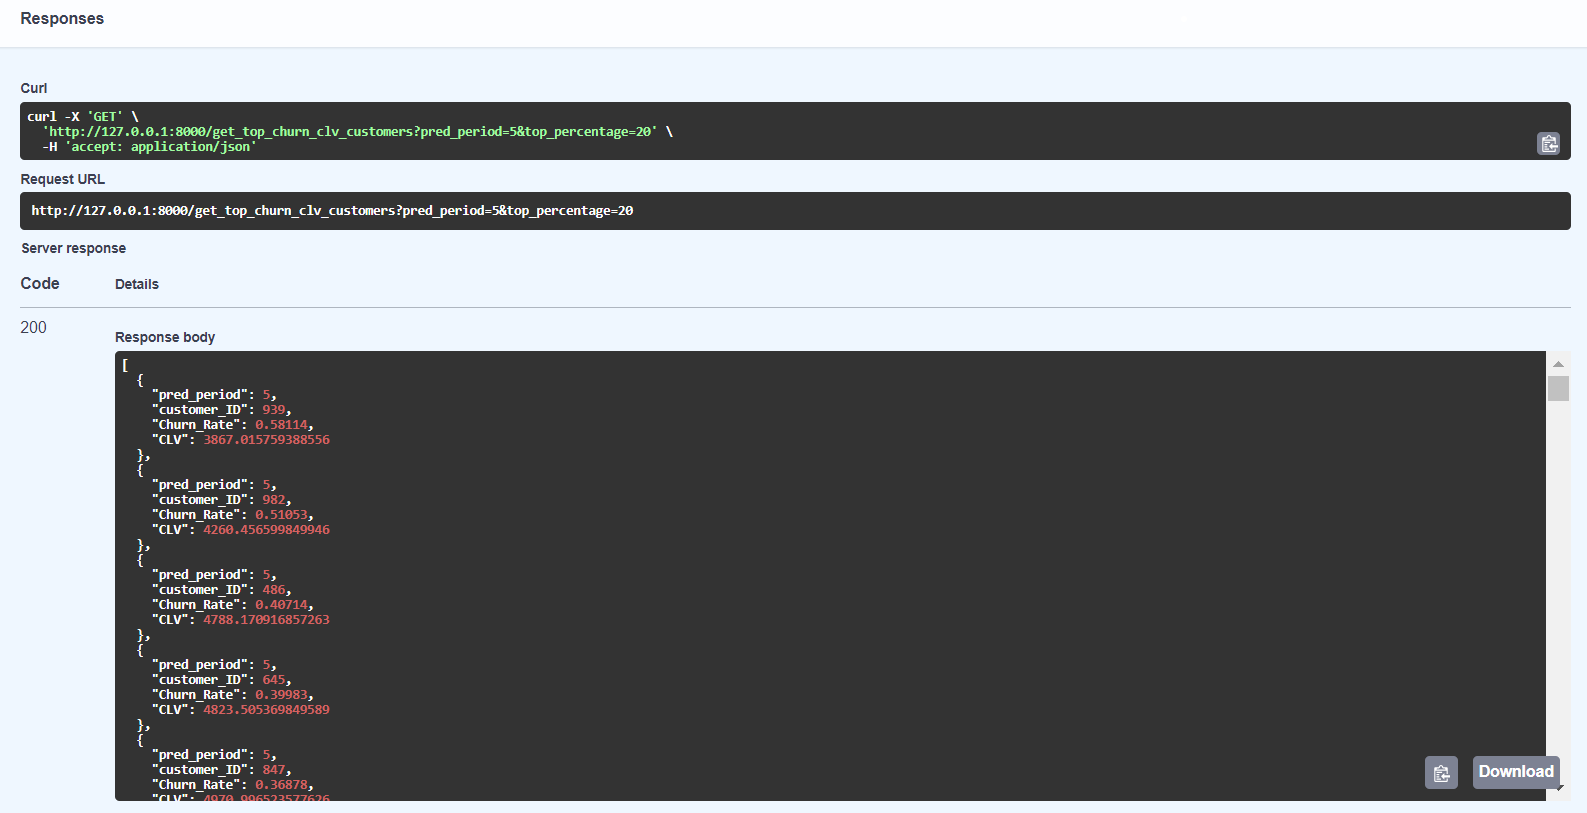 Responses
Curl
curl -X 'GET' \
'http://127.0.0.1:8000/get_top_churn_clv_customers?pred_period=5&top_percentage=20' \
-H 'accept: application/json'
Request URL
http://127.0.0.1:8000/get_top_churn_clv_customers?pred_period=5&top_percentage=20
Server response
Code Details
200
Response body
[
{
"pred_period": 5,
"customer_ID": 939,
"Churn_Rate": 0.58114,
"CLV": 3867.015759388556
},
{
"pred_period": 5,
"customer_ID": 982,
"Churn_Rate": 0.51053,
"CLV": 4260.456599849946
},
{
"pred_period": 5,
"customer_ID": 486,
"Churn_Rate": 0.40714,
"CLV": 4788.170916857263
},
{
"pred_period": 5,
"customer_ID": 645,
"Churn_Rate": 0.39983,
"CLV": 4823.505369849589
},
{
"pred_period": 5,
"customer_ID": 847,
"Churn_Rate": 0.36878,
"CLV": 4970.996523577626
Download